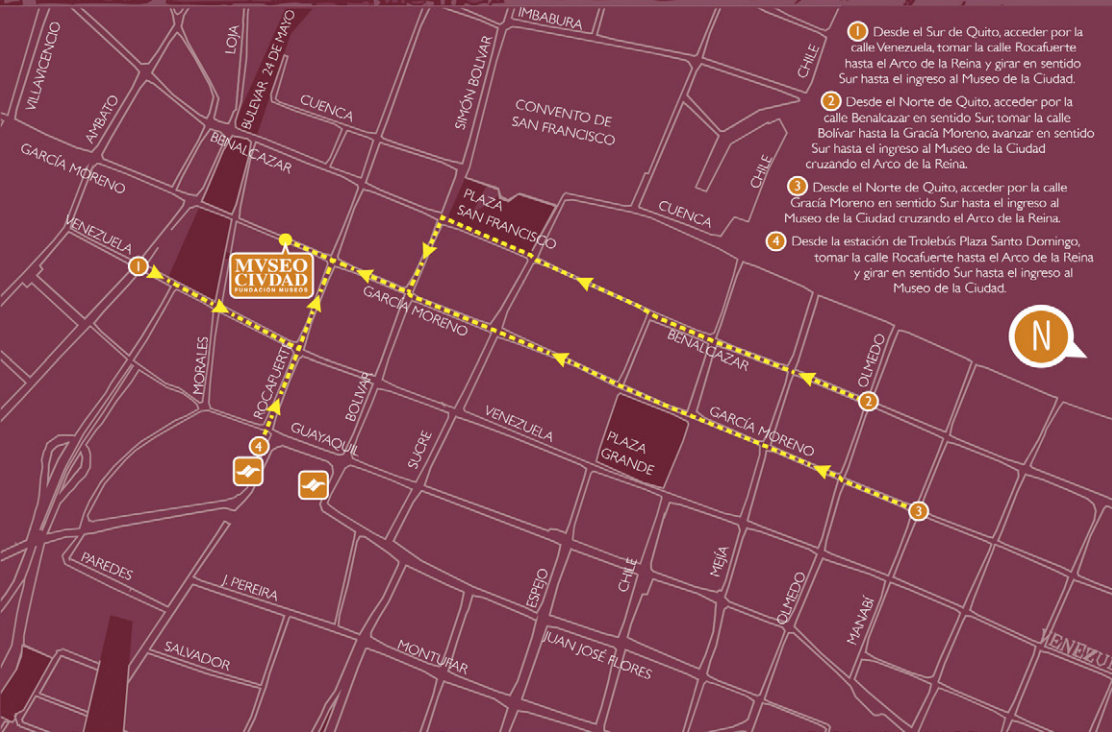 IMBABURA
VILLAVICENCIO
LOJA
BULEVAR 24 DE MAYO
AMBATO
CUENCA
SIMÓN BOLIVAR
CONVENTO DE
SAN FRANCISCO
CHILE
CHILE
BENALCAZAR
GARCÍA MORENO
PLAZA
SAN FRANCISCO
CUENCA
VENEZUELA
1
MVSEO
CIVDAD
FUNDACIÓN MUSEOS
GARCÍA MORENO
BENALCAZAR
OLMEDO
2
MORALES
ROCAFUERTE
BOLIVAR
SUCRE
VENEZUELA
GARCÍA MORENO
PLAZA
GRANDE
GUAYAQUIL
4
3
PAREDES
J. PEREIRA
SALVADOR
MONTUFAR
ESPEJO
CHILE
MEJÍA
OLMEDO
MANABÍ
JUAN JOSÉ FLORES
VENEZU
1 Desde el Sur de Quito, acceder por la
calle Venezuela, tomar la calle Rocafuerte
hasta el Arco de la Reina y girar en sentido
Sur hasta el ingreso al Museo de la Ciudad.
2 Desde el Norte de Quito, acceder por la
calle Benalcazar en sentido Sur, tomar la calle
Bolívar hasta la Gracía Moreno, avanzar en sentido
Sur hasta el ingreso al Museo de la Ciudad
cruzando el Arco de la Reina.
3 Desde el Norte de Quito, acceder por la calle
Gracía Moreno en sentido Sur hasta el ingreso al
Museo de la Ciudad cruzando el Arco de la Reina.
4 Desde la estación de Trolebús Plaza Santo Domingo,
tomar la calle Rocafuerte hasta el Arco de la Reina
y girar en sentido Sur hasta el ingreso al
Museo de la Ciudad.
N